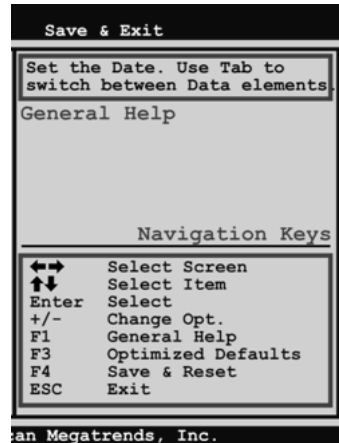 Save & Exit
Set the Date. Use Tab to
switch between Data elements.
General Help
Navigation Keys
←→ Select Screen
↑↓ Select Item
Enter Select
+/- Change Opt.
F1 General Help
F3 Optimized Defaults
F4 Save & Reset
ESC Exit
an Megatrends, Inc.